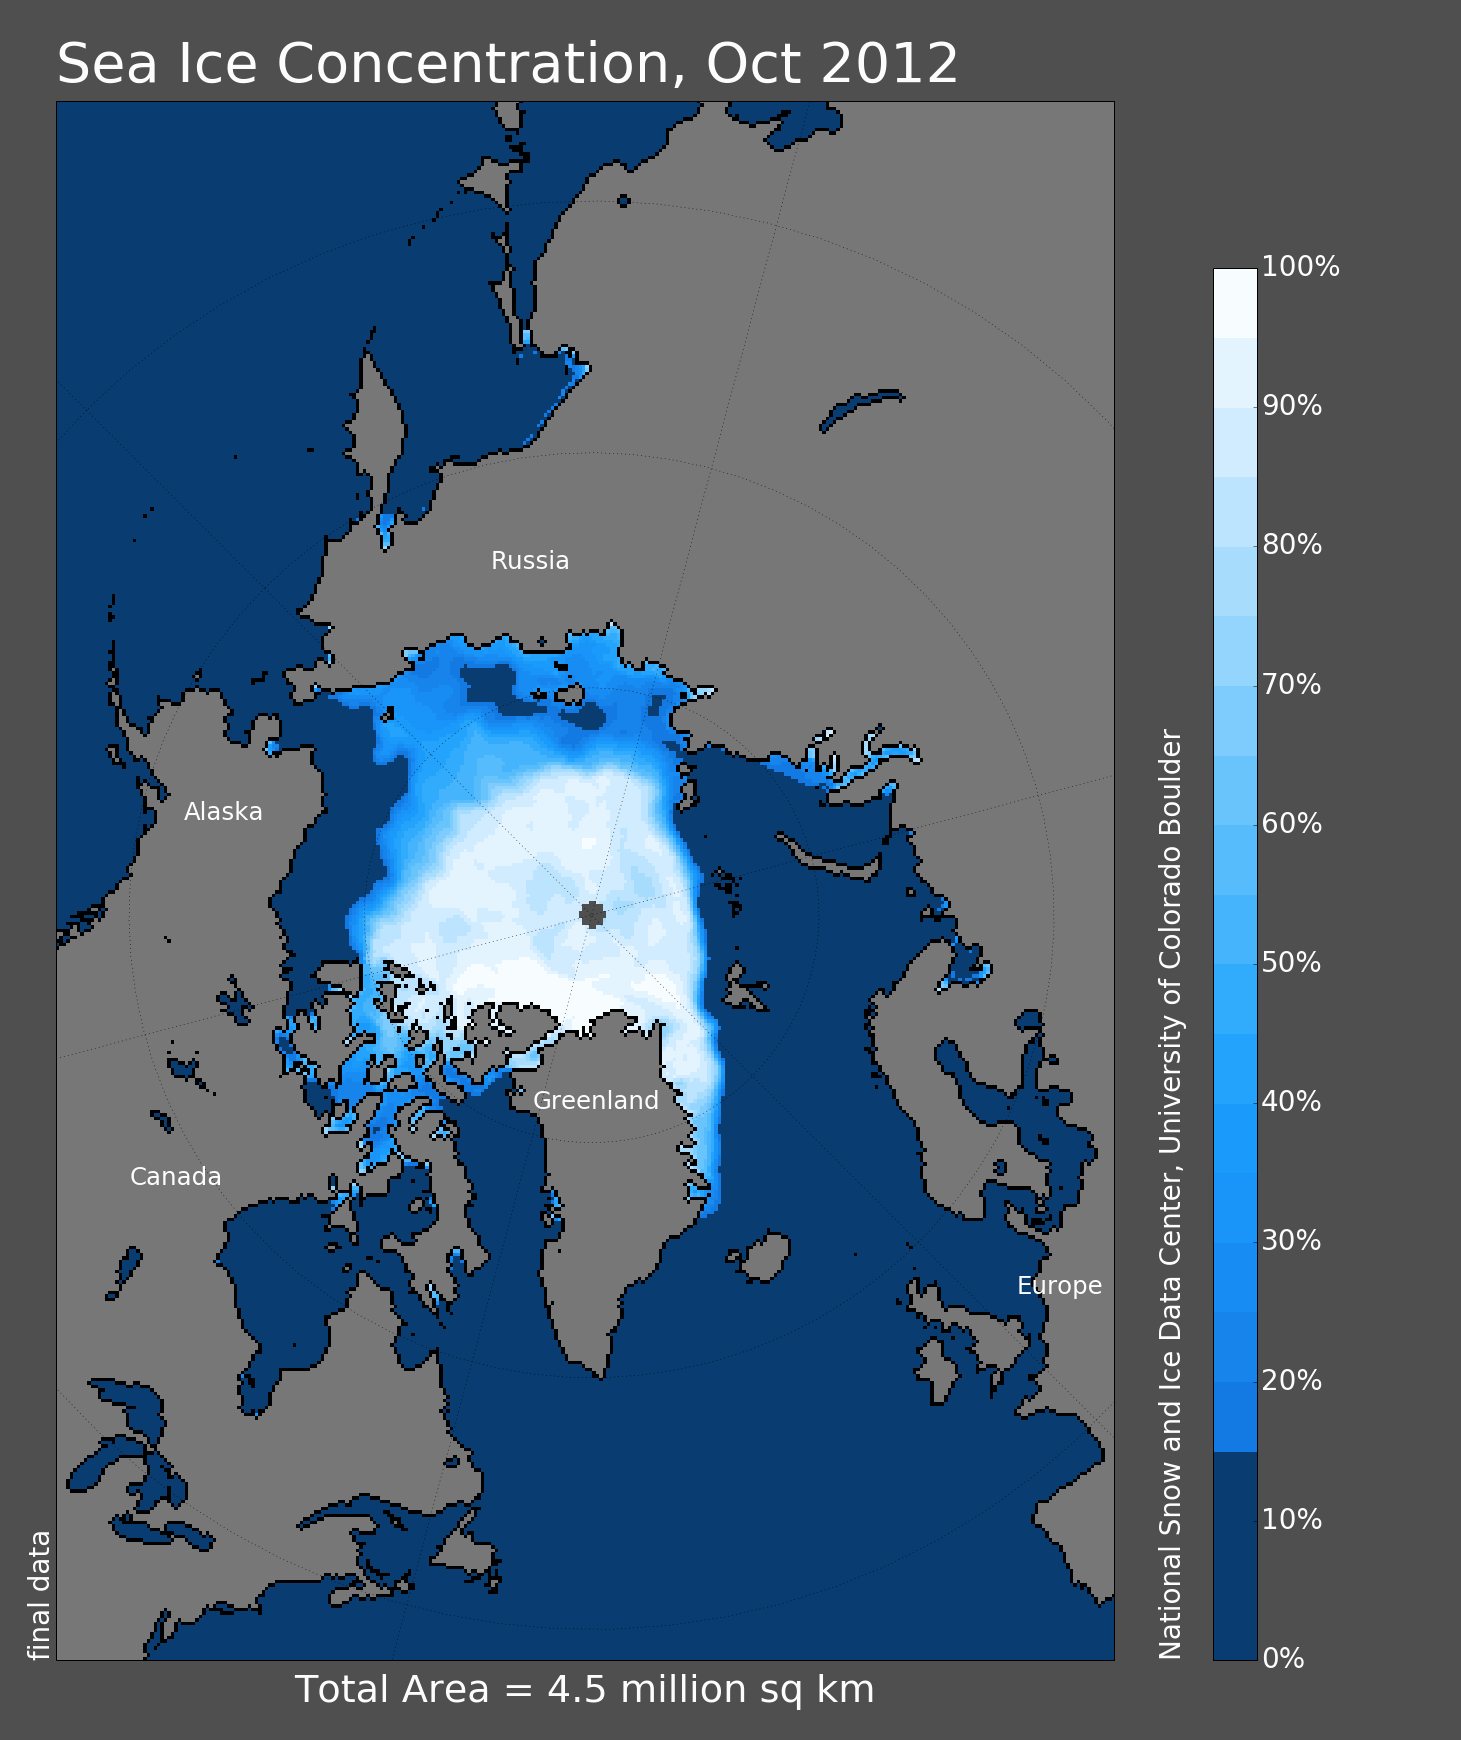 Sea Ice Concentration, Oct 2012
Russia
Alaska
Greenland
Canada
Europe
100%
90%
80%
70%
60%
50%
40%
30%
20%
10%
0%
National Snow and Ice Data Center, University of Colorado Boulder
final data
Total Area = 4.5 million sq km